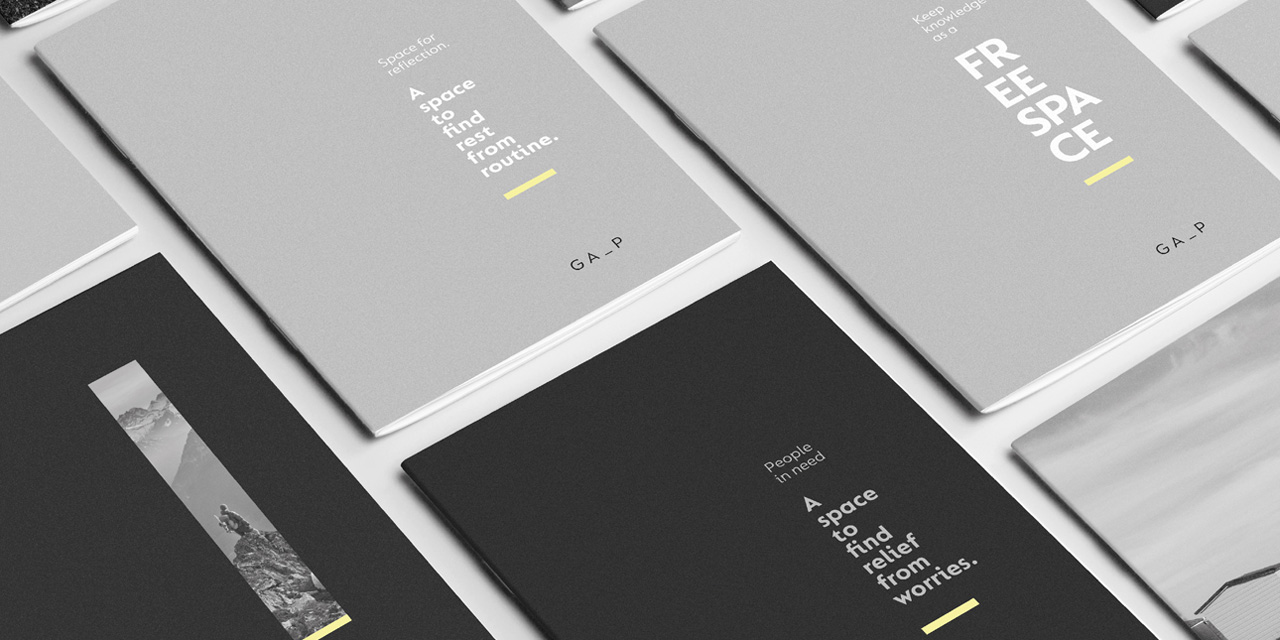 Space for
reflection.
A
space
to
find
rest
from
routine.
GA_P
Keep
knowledge
as a
FR
EE
SPA
CE
GA_P
People
in need
A
space
to
find
relief
from
worries.